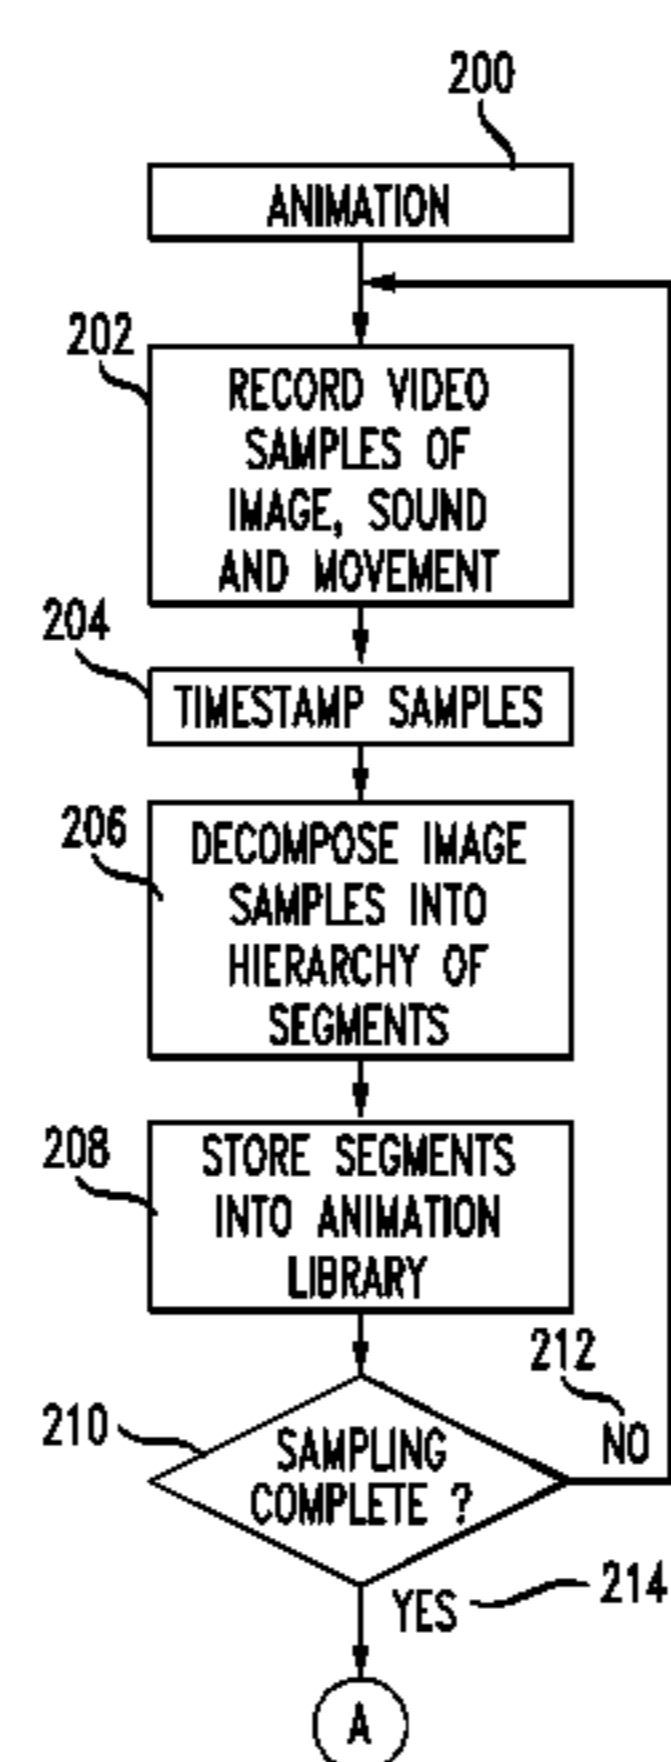 200
ANIMATION
202
RECORD VIDEO
SAMPLES OF
IMAGE, SOUND
AND MOVEMENT
204
TIMESTAMP SAMPLES
206
DECOMPOSE IMAGE
SAMPLES INTO
HIERARCHY OF
SEGMENTS
208
STORE SEGMENTS
INTO ANIMATION
LIBRARY
212
NO
210
SAMPLING
COMPLETE ?
YES
214
A